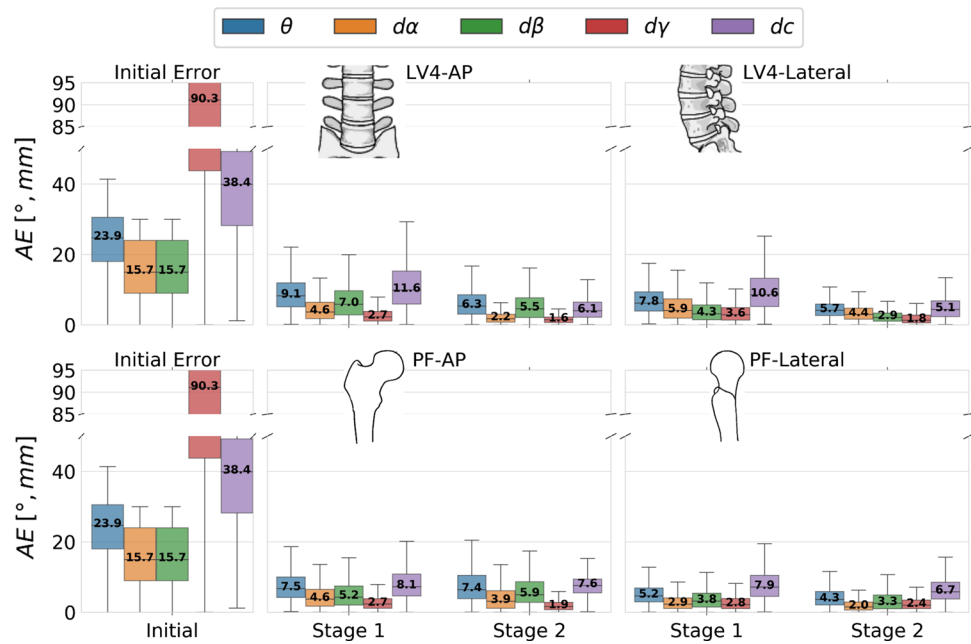 θ dα dβ dγ dc
Initial Error LV4-AP LV4-Lateral
95
90
85
40
20
0
AE [°, mm]
90.3
38.4
23.9 15.7 15.7
9.1 4.6 7.0 2.7 11.6
6.3 2.2 5.5 1.6 6.1
7.8 5.9 4.3 3.6 10.6
5.7 4.4 2.9 1.8 5.1
Initial Error PF-AP PF-Lateral
95
90
85
40
20
0
AE [°, mm]
90.3
38.4
23.9 15.7 15.7
7.5 4.6 5.2 2.7 8.1
7.4 3.9 5.9 1.9 7.6
5.2 2.9 3.8 2.8 7.9
4.3 2.0 3.3 2.4 6.7
Initial Stage 1 Stage 2 Stage 1 Stage 2